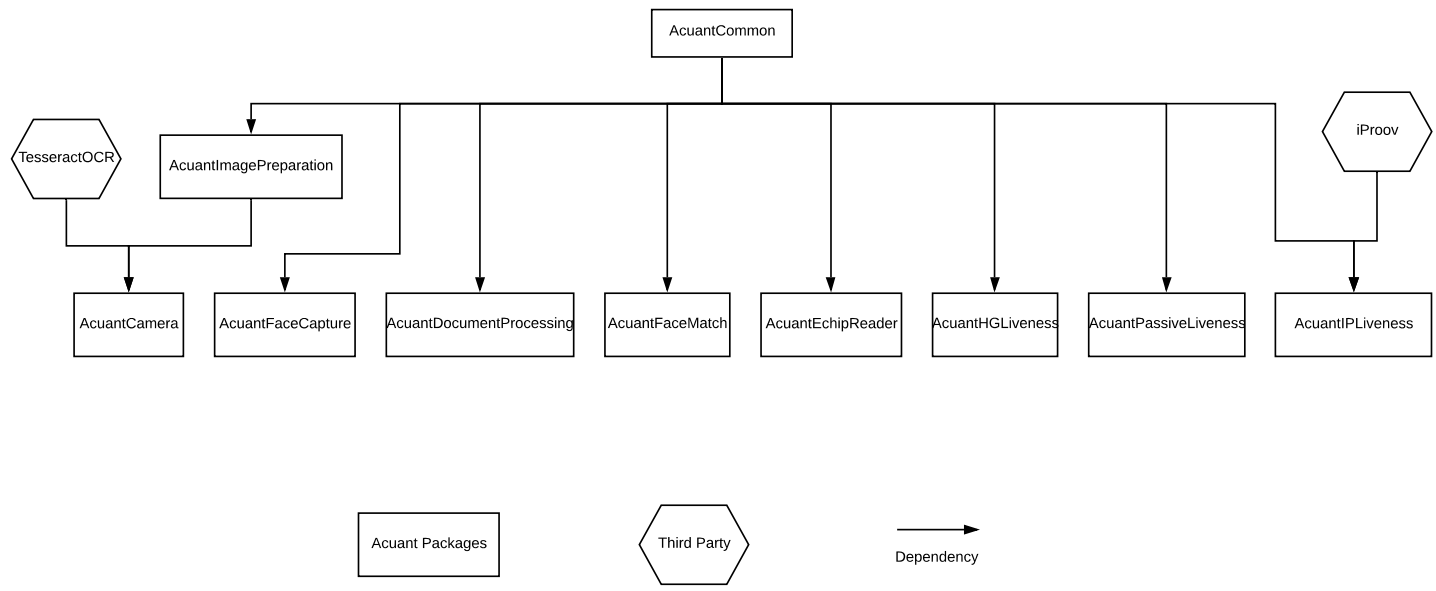 AcuantCommon
TesseractOCR
AcuantImagePreparation
iProov
AcuantCamera
AcuantFaceCapture
AcuantDocumentProcessing
AcuantFaceMatch
AcuantEchipReader
AcuantHGLiveness
AcuantPassiveLiveness
AcuantIPLiveness
Acuant Packages
Third Party
Dependency